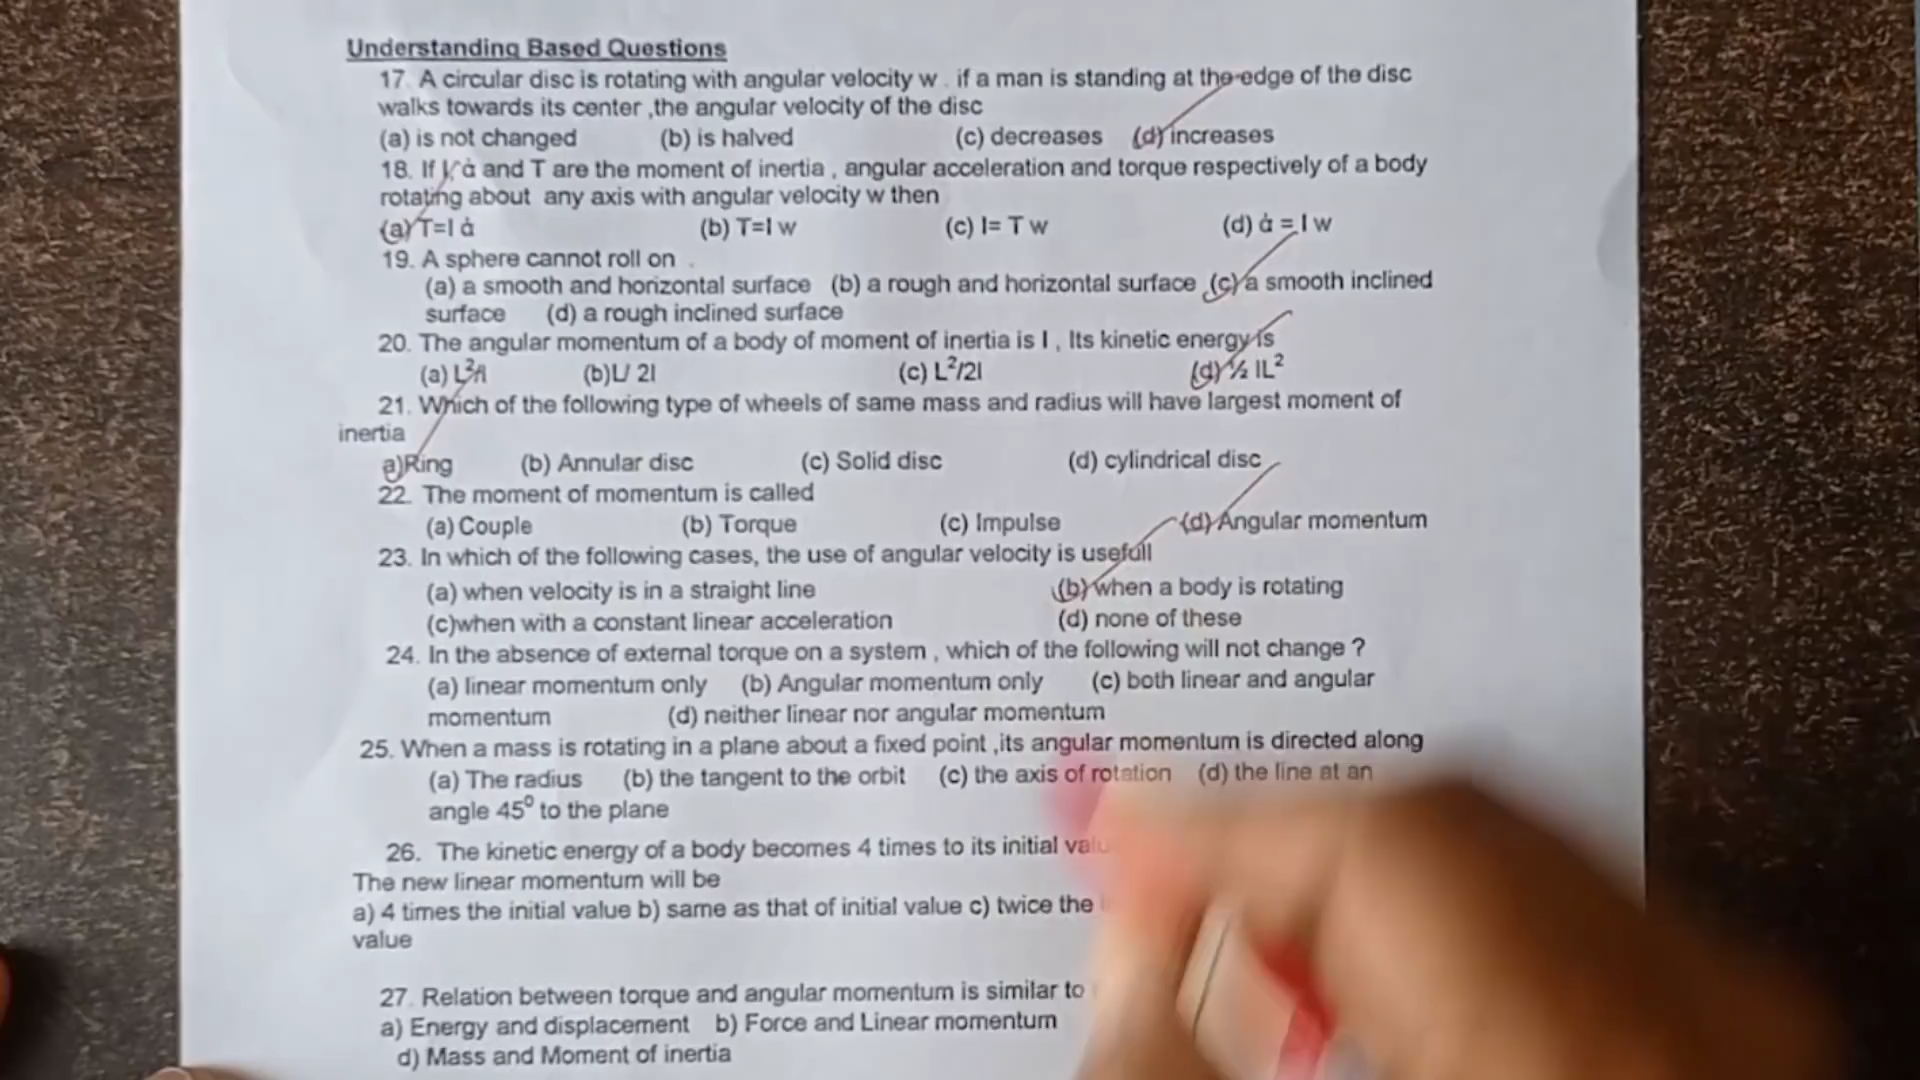 Understanding Based Questions
17. A circular disc is rotating with angular velocity w . if a man is standing at the edge of the disc
walks towards its center ,the angular velocity of the disc
(a) is not changed (b) is halved (c) decreases (d) increases
18. If I, ά and T are the moment of inertia , angular acceleration and torque respectively of a body
rotating about any axis with angular velocity w then
(a) T=I ά (b) T=I w (c) I= T w (d) ά = I w
19. A sphere cannot roll on
(a) a smooth and horizontal surface (b) a rough and horizontal surface (c) a smooth inclined
surface (d) a rough inclined surface
20. The angular momentum of a body of moment of inertia is I , Its kinetic energy is
(a) L²/I (b)L/ 2I (c) L²/2I (d) ½ IL²
21. Which of the following type of wheels of same mass and radius will have largest moment of
inertia
a)Ring (b) Annular disc (c) Solid disc (d) cylindrical disc
22. The moment of momentum is called
(a) Couple (b) Torque (c) Impulse (d) Angular momentum
23. In which of the following cases, the use of angular velocity is usefull
(a) when velocity is in a straight line (b) when a body is rotating
(c)when with a constant linear acceleration (d) none of these
24. In the absence of external torque on a system , which of the following will not change ?
(a) linear momentum only (b) Angular momentum only (c) both linear and angular
momentum (d) neither linear nor angular momentum
25. When a mass is rotating in a plane about a fixed point ,its angular momentum is directed along
(a) The radius (b) the tangent to the orbit (c) the axis of rotation (d) the line at an
angle 45⁰ to the plane
26. The kinetic energy of a body becomes 4 times to its initial
The new linear momentum will be
a) 4 times the initial value b) same as that of initial value c) twice the
value
27. Relation between torque and angular momentum is similar to
a) Energy and displacement b) Force and Linear momentum
d) Mass and Moment of inertia